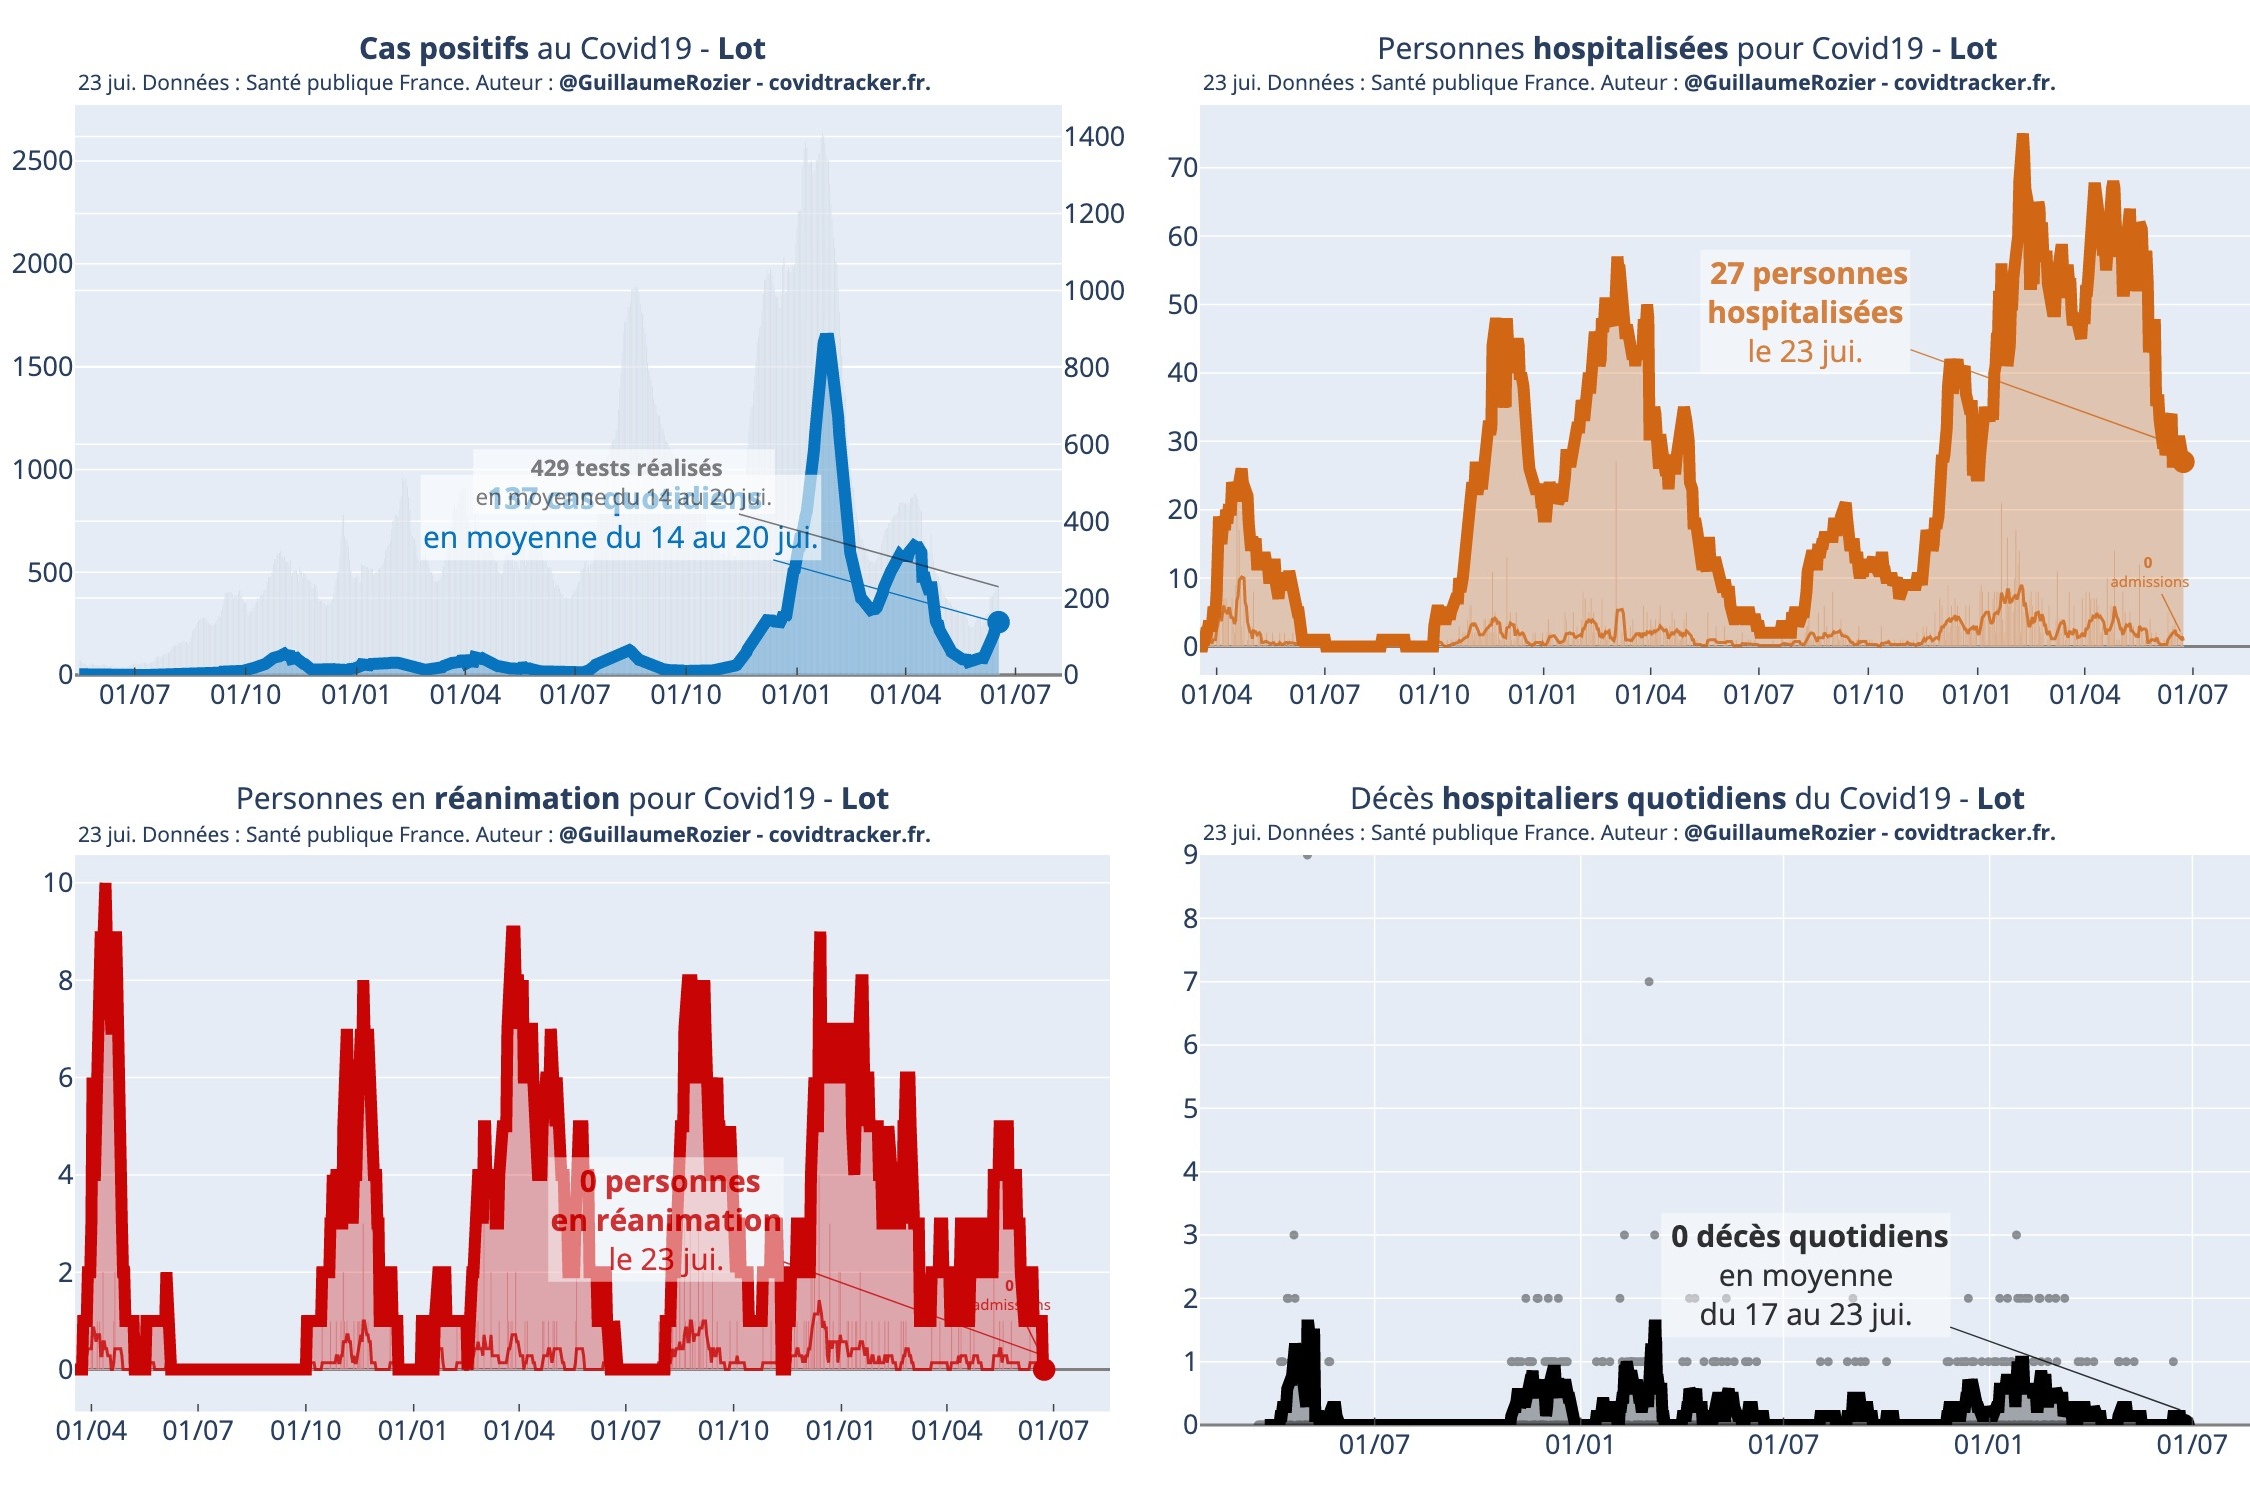 Cas positifs au Covid19 - Lot
23 jui. Données : Santé publique France. Auteur : @GuillaumeRozier - covidtracker.fr.
2500
2000
1500
1000
500
0
1400
1200
1000
800
600
400
200
0
429 tests réalisés
en moyenne du 14 au 20 jui.
137 cas quotidiens
en moyenne du 14 au 20 jui.
01/07 01/10 01/01 01/04 01/07 01/10 01/01 01/04 01/07
Personnes hospitalisées pour Covid19 - Lot
23 jui. Données : Santé publique France. Auteur : @GuillaumeRozier - covidtracker.fr.
70
60
50
40
30
20
10
0
27 personnes
hospitalisées
le 23 jui.
0
admissions
01/04 01/07 01/10 01/01 01/04 01/07 01/10 01/01 01/04 01/07
Personnes en réanimation pour Covid19 - Lot
23 jui. Données : Santé publique France. Auteur : @GuillaumeRozier - covidtracker.fr.
10
8
6
4
2
0
0 personnes
en réanimation
le 23 jui.
0
admissions
01/04 01/07 01/10 01/01 01/04 01/07 01/10 01/01 01/04 01/07
Décès hospitaliers quotidiens du Covid19 - Lot
23 jui. Données : Santé publique France. Auteur : @GuillaumeRozier - covidtracker.fr.
9
8
7
6
5
4
3
2
1
0
0 décès quotidiens
en moyenne
du 17 au 23 jui.
01/07 01/01 01/07 01/01 01/07